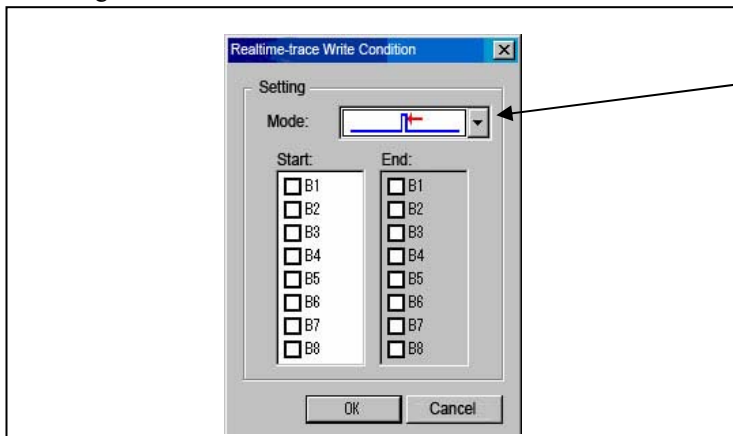 Realtime-trace Write Condition
Setting
Mode:
Start: End:
B1 B1
B2 B2
B3 B3
B4 B4
B5 B5
B6 B6
B7 B7
B8 B8
OK Cancel